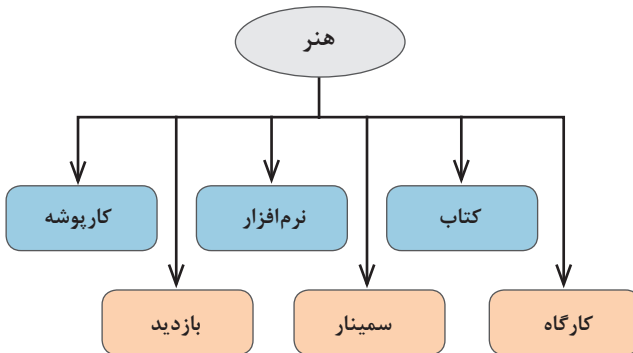 هنر
کتاب
نرم‌افزار
کارپوشه
کارگاه
سمینار
بازدید